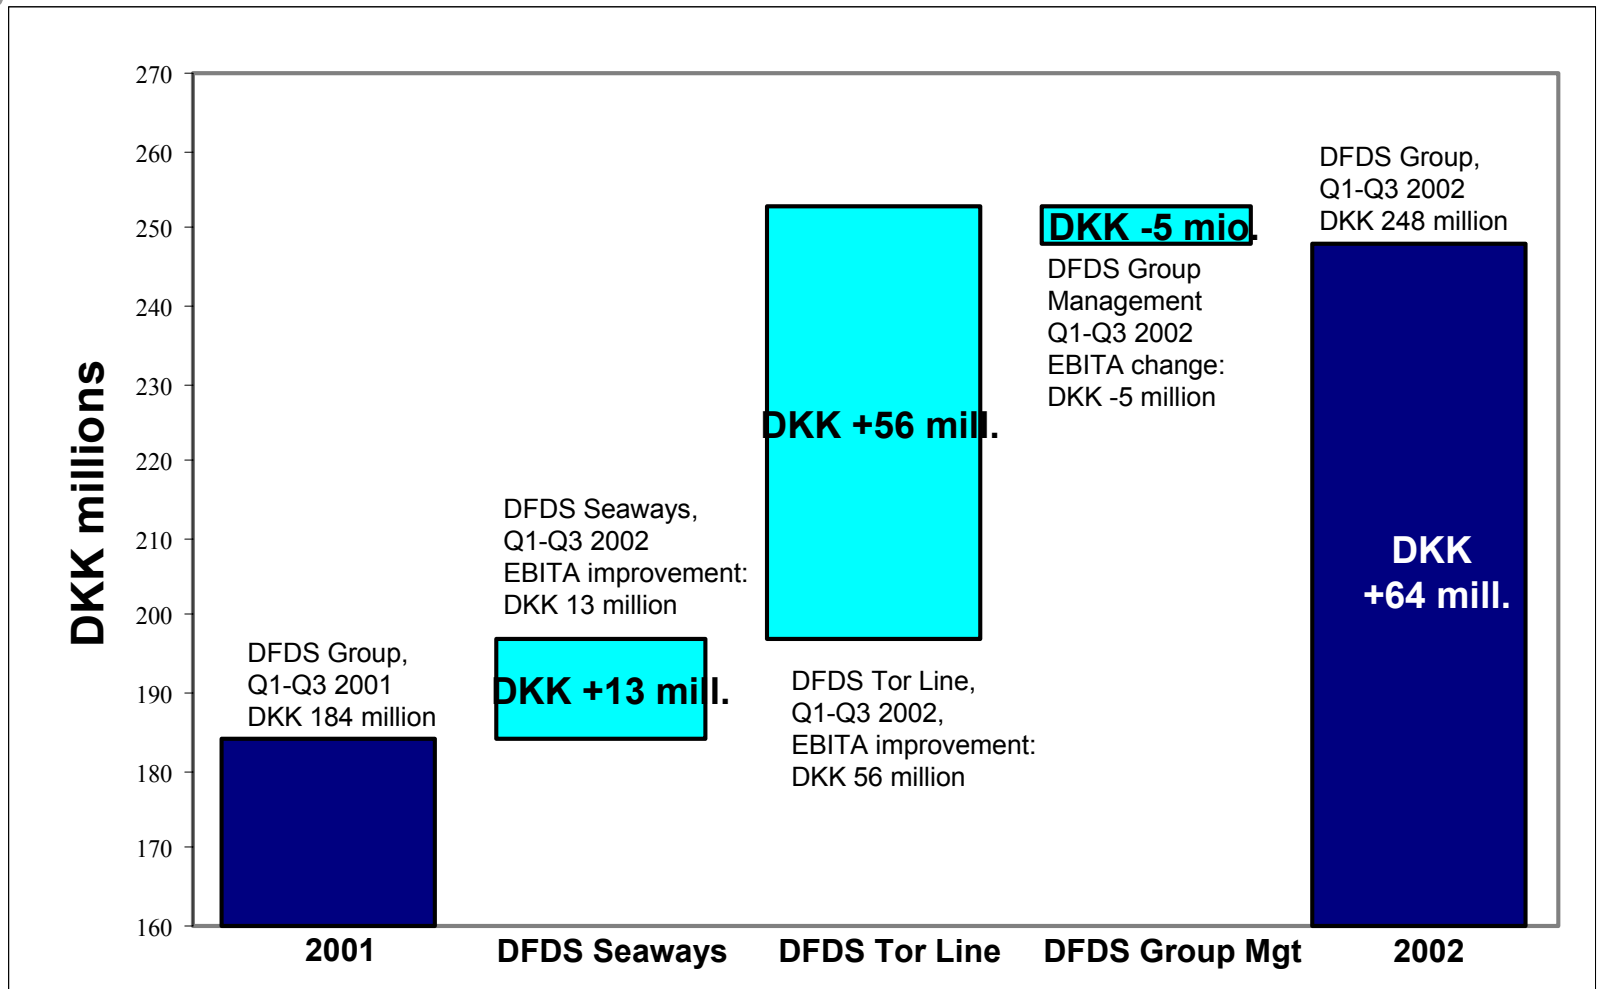 DKK millions
270
260
250
240
230
220
210
200
190
180
170
160
DFDS Group,
Q1-Q3 2001
DKK 184 million
DFDS Seaways,
Q1-Q3 2002
EBITA improvement:
DKK 13 million
DKK +13 mill.
DKK +56 mill.
DFDS Tor Line,
Q1-Q3 2002,
EBITA improvement:
DKK 56 million
DKK -5 mio.
DFDS Group
Management
Q1-Q3 2002
EBITA change:
DKK -5 million
DFDS Group,
Q1-Q3 2002
DKK 248 million
DKK
+64 mill.
2001
DFDS Seaways
DFDS Tor Line
DFDS Group Mgt
2002